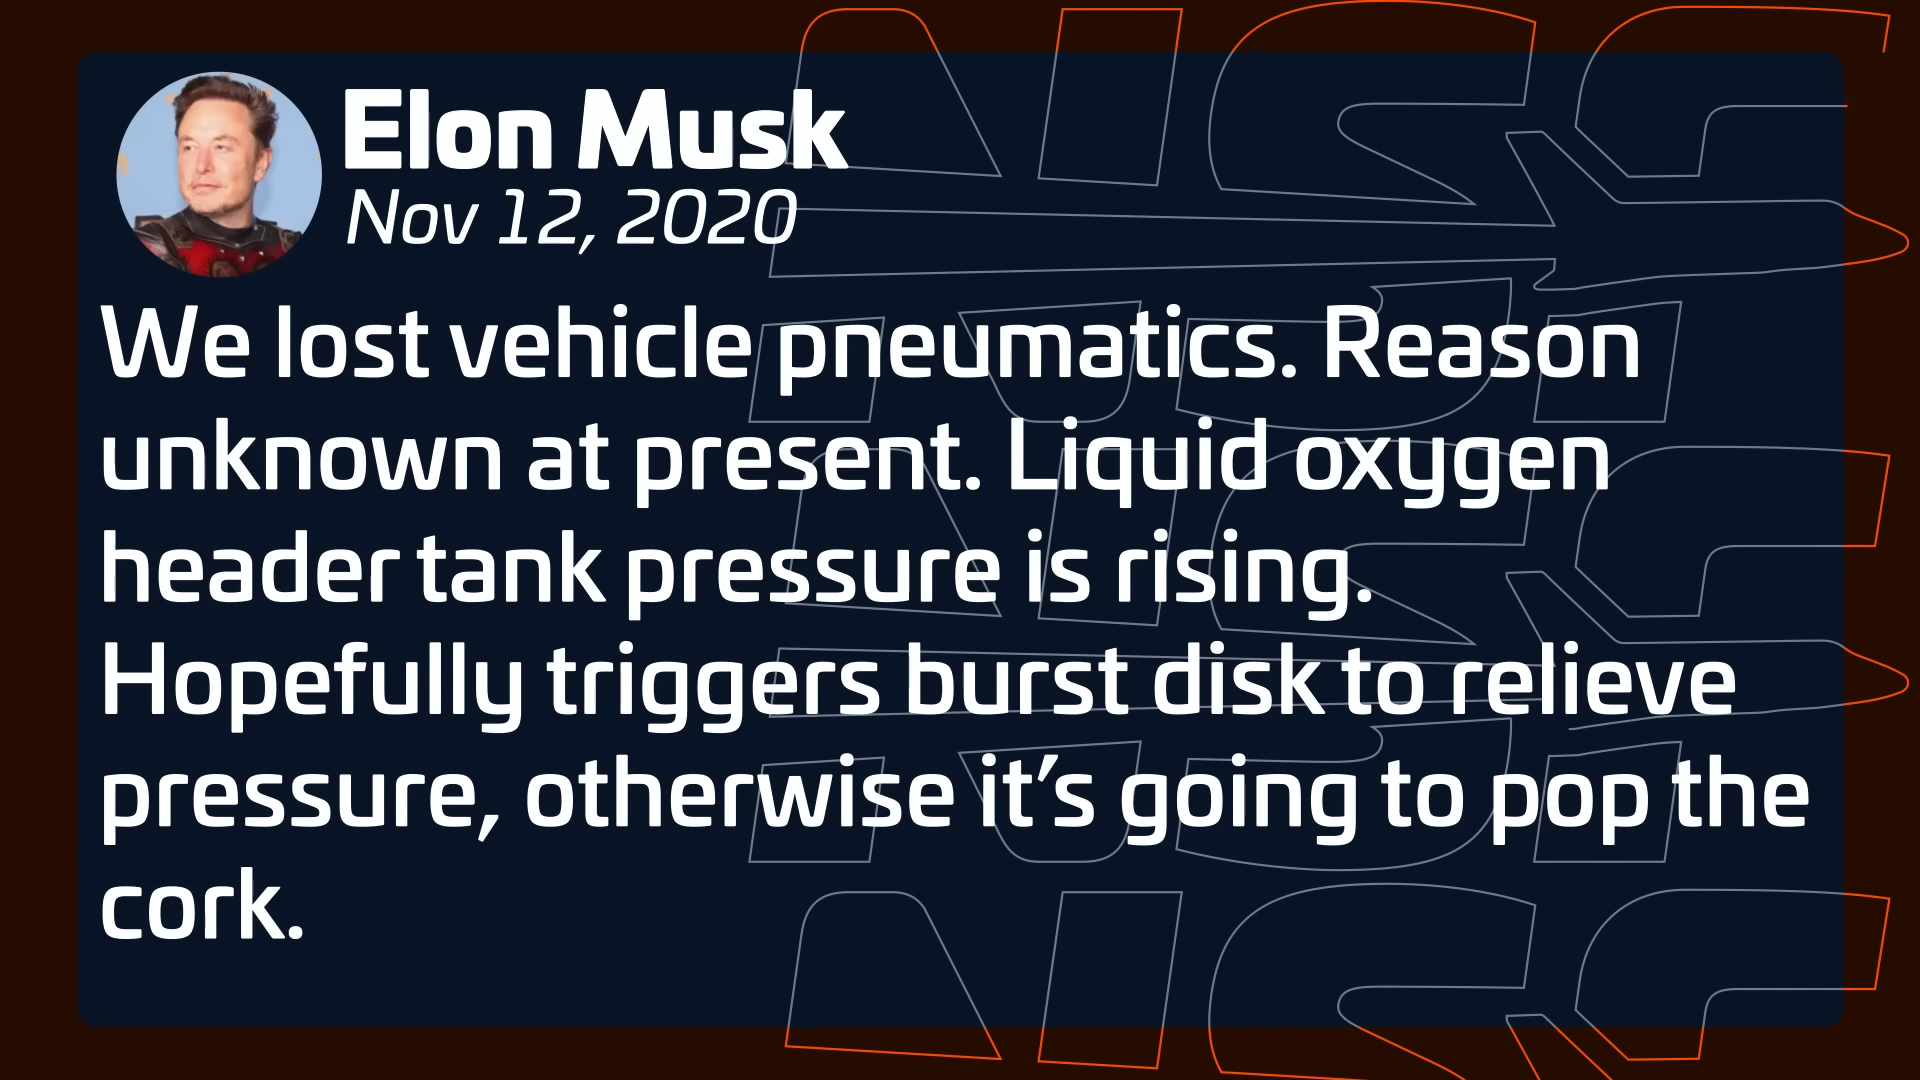 Elon Musk
Nov 12, 2020
We lost vehicle pneumatics. Reason
unknown at present. Liquid oxygen
header tank pressure is rising.
Hopefully triggers burst disk to relieve
pressure, otherwise it’s going to pop the
cork.